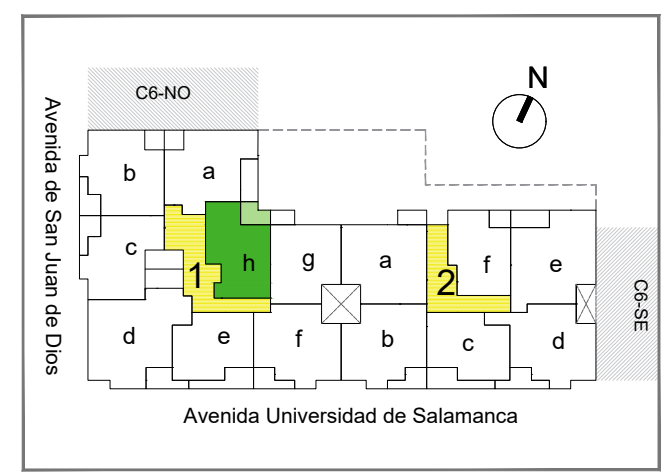 N
C6-NO
Avenida de San Juan de Dios
b
a
c
1
h
g
a
2
f
e
C6-SE
d
e
f
b
c
d
Avenida Universidad de Salamanca